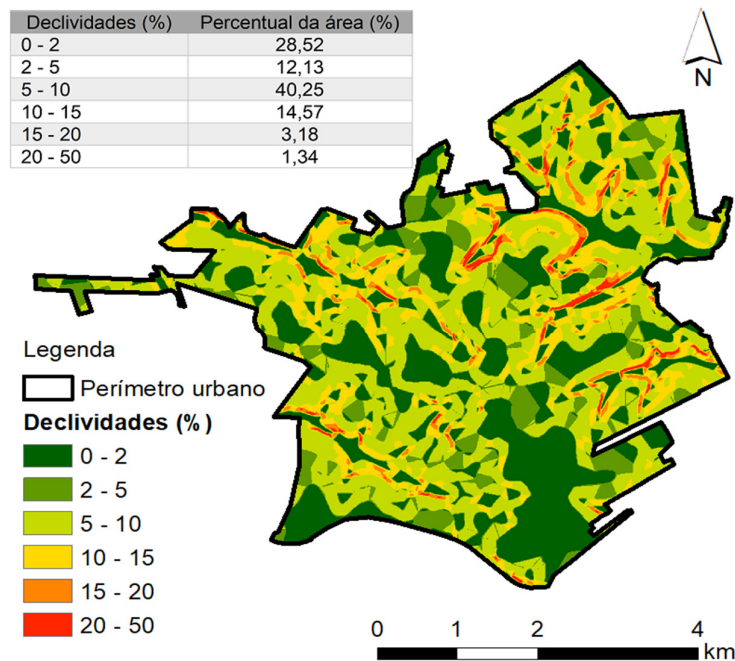 Declividades (%) Percentual da área (%)
0 - 2 28,52
2 - 5 12,13
5 - 10 40,25
10 - 15 14,57
15 - 20 3,18
20 - 50 1,34
N
Legenda
Perímetro urbano
Declividades (%)
0 - 2
2 - 5
5 - 10
10 - 15
15 - 20
20 - 50
0 1 2 4
km